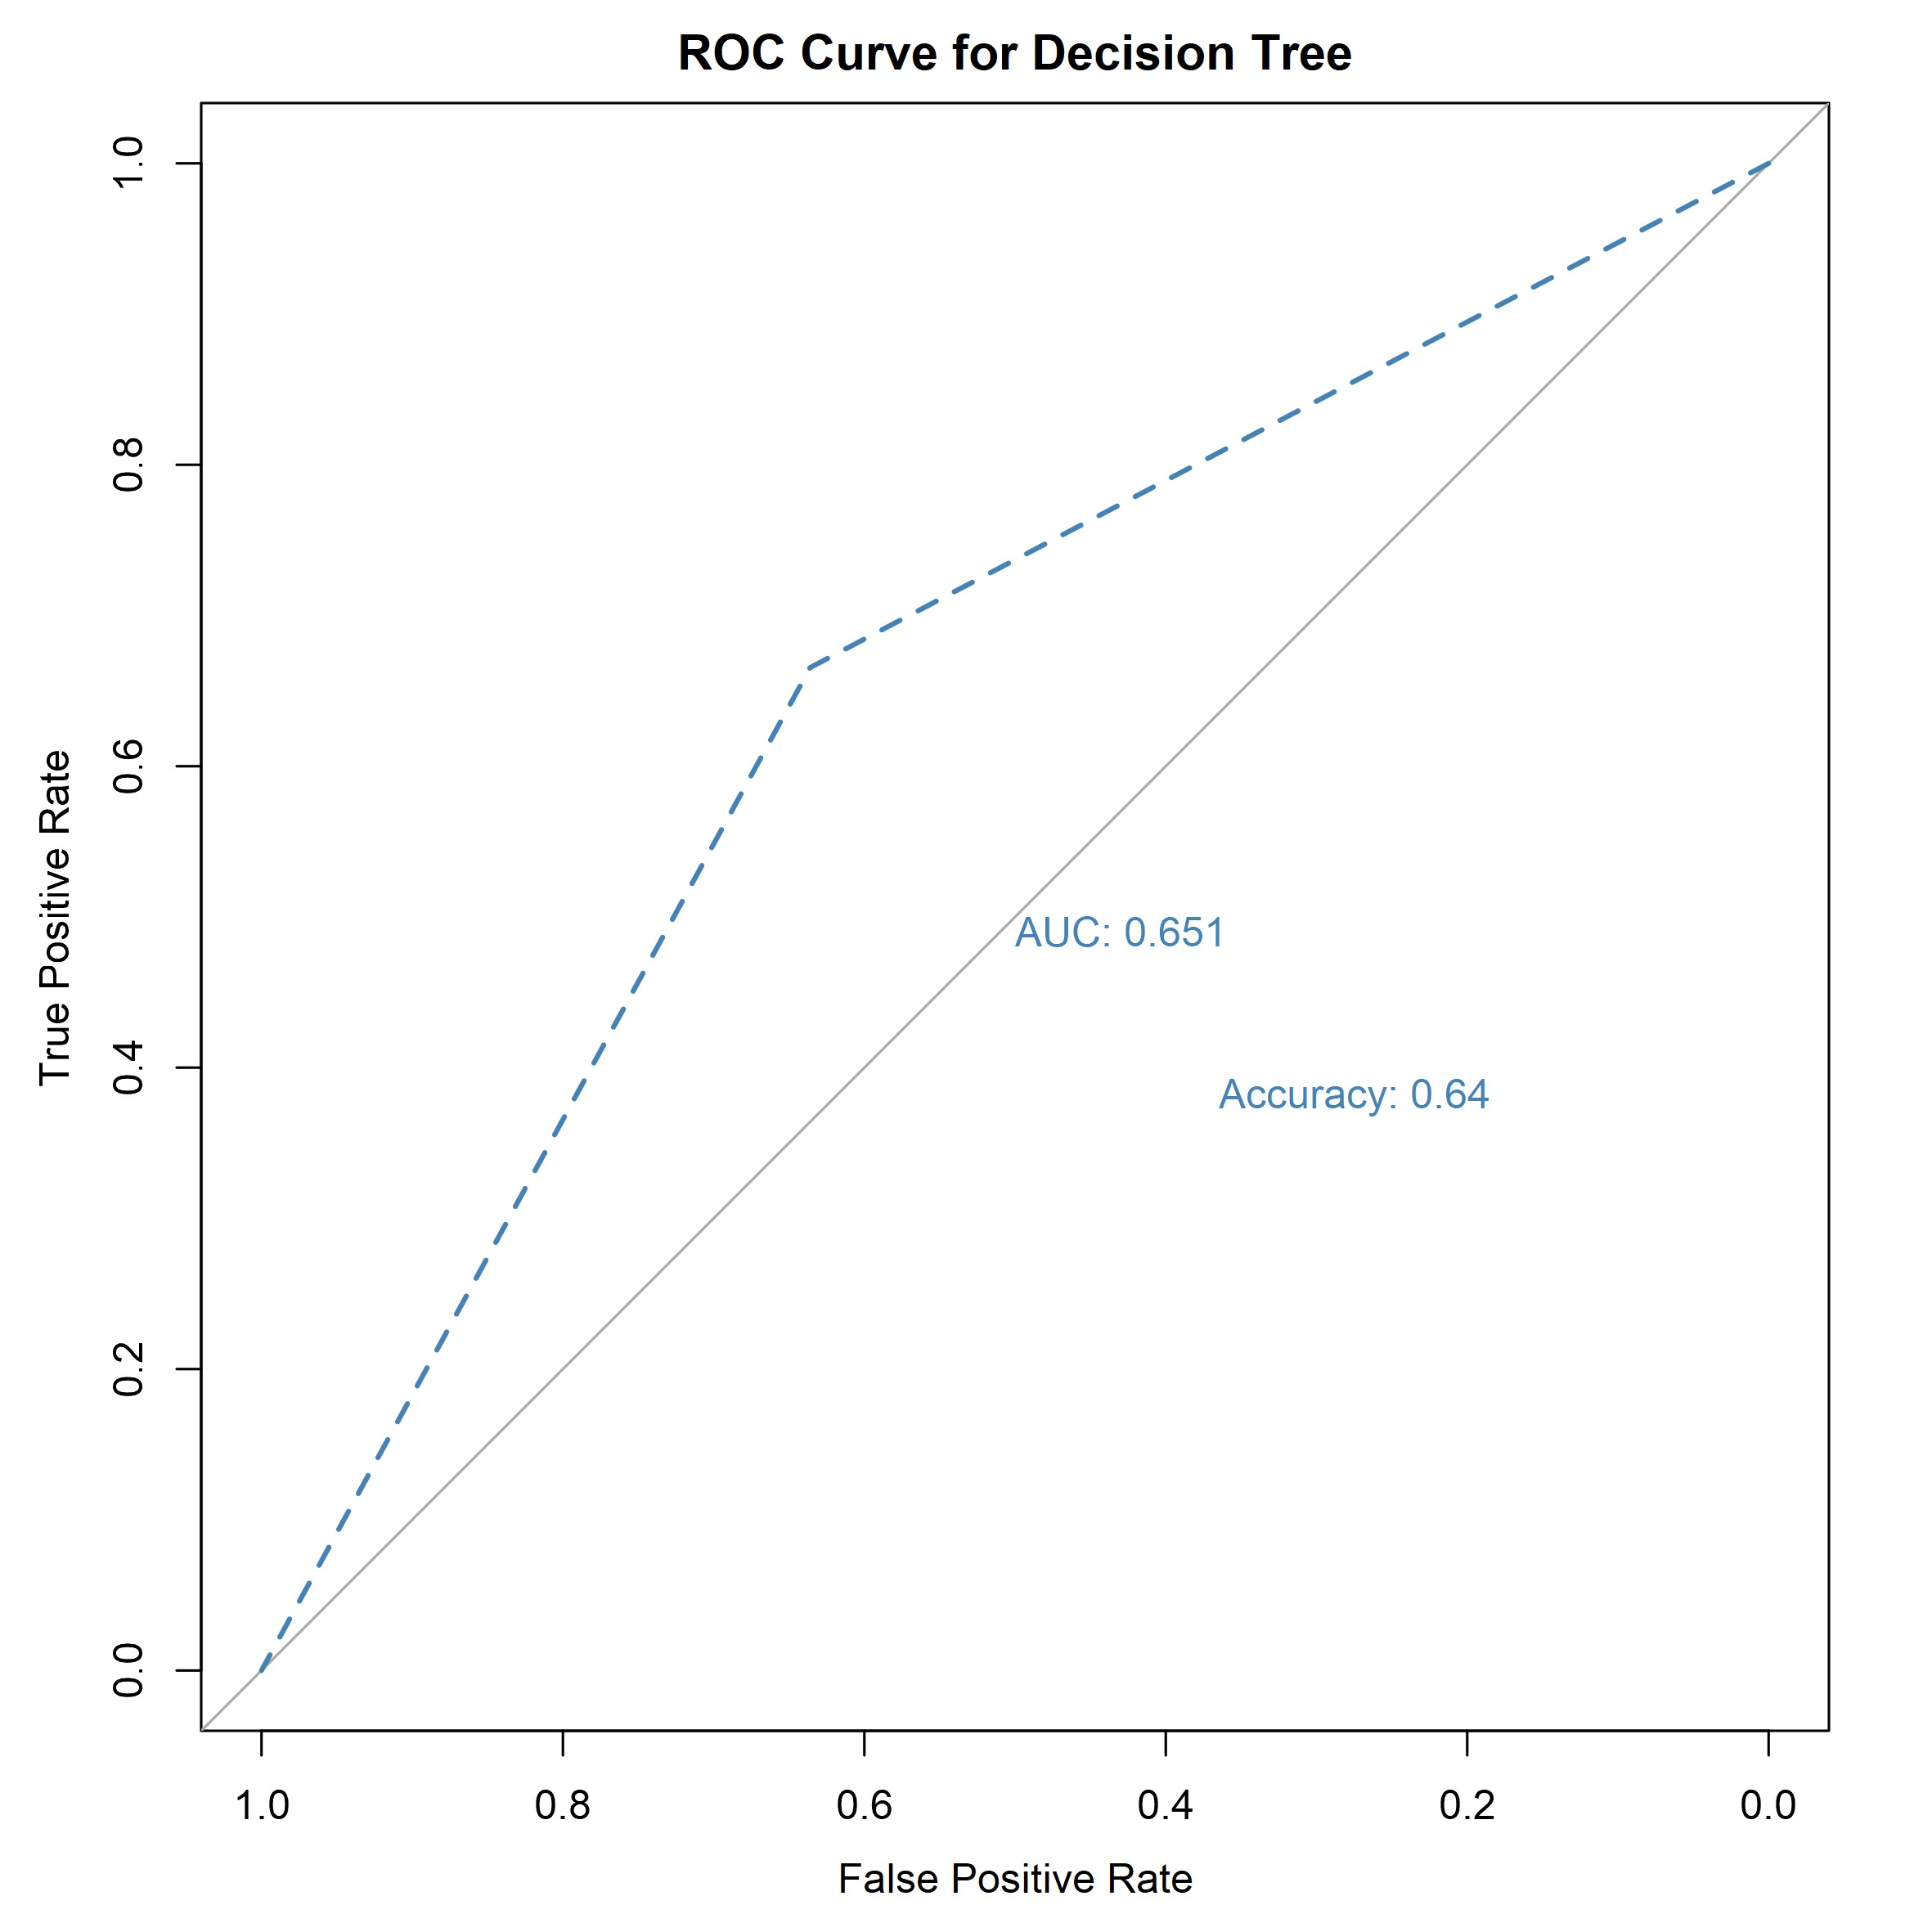 ROC Curve for Decision Tree
True Positive Rate
1.0
0.8
0.6
0.4
0.2
0.0
AUC: 0.651
Accuracy: 0.64
1.0 0.8 0.6 0.4 0.2 0.0
False Positive Rate